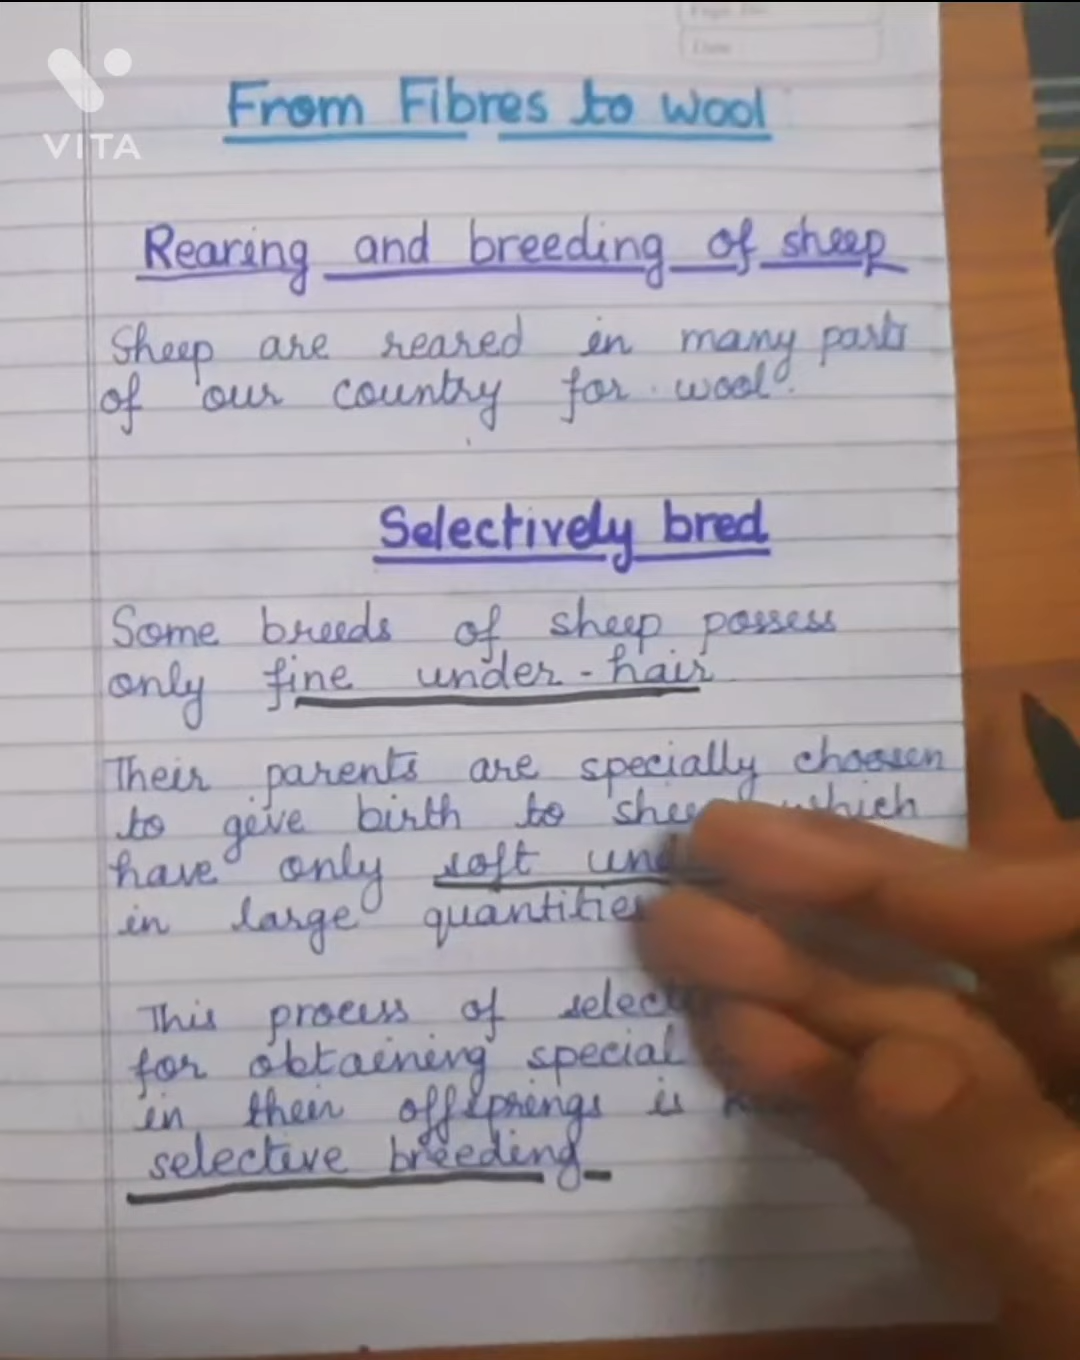 Date
VITA
From Fibres to wool
Rearing and breeding of sheep
Sheep are reared in many parts
of our country for wool.
Selectively bred
Some breeds of sheep possess
only fine under-hair
Their parents are specially choosen
to give birth to which
have only soft
in large
This process of
for obtaining special
in their offsprings is
selective breeding